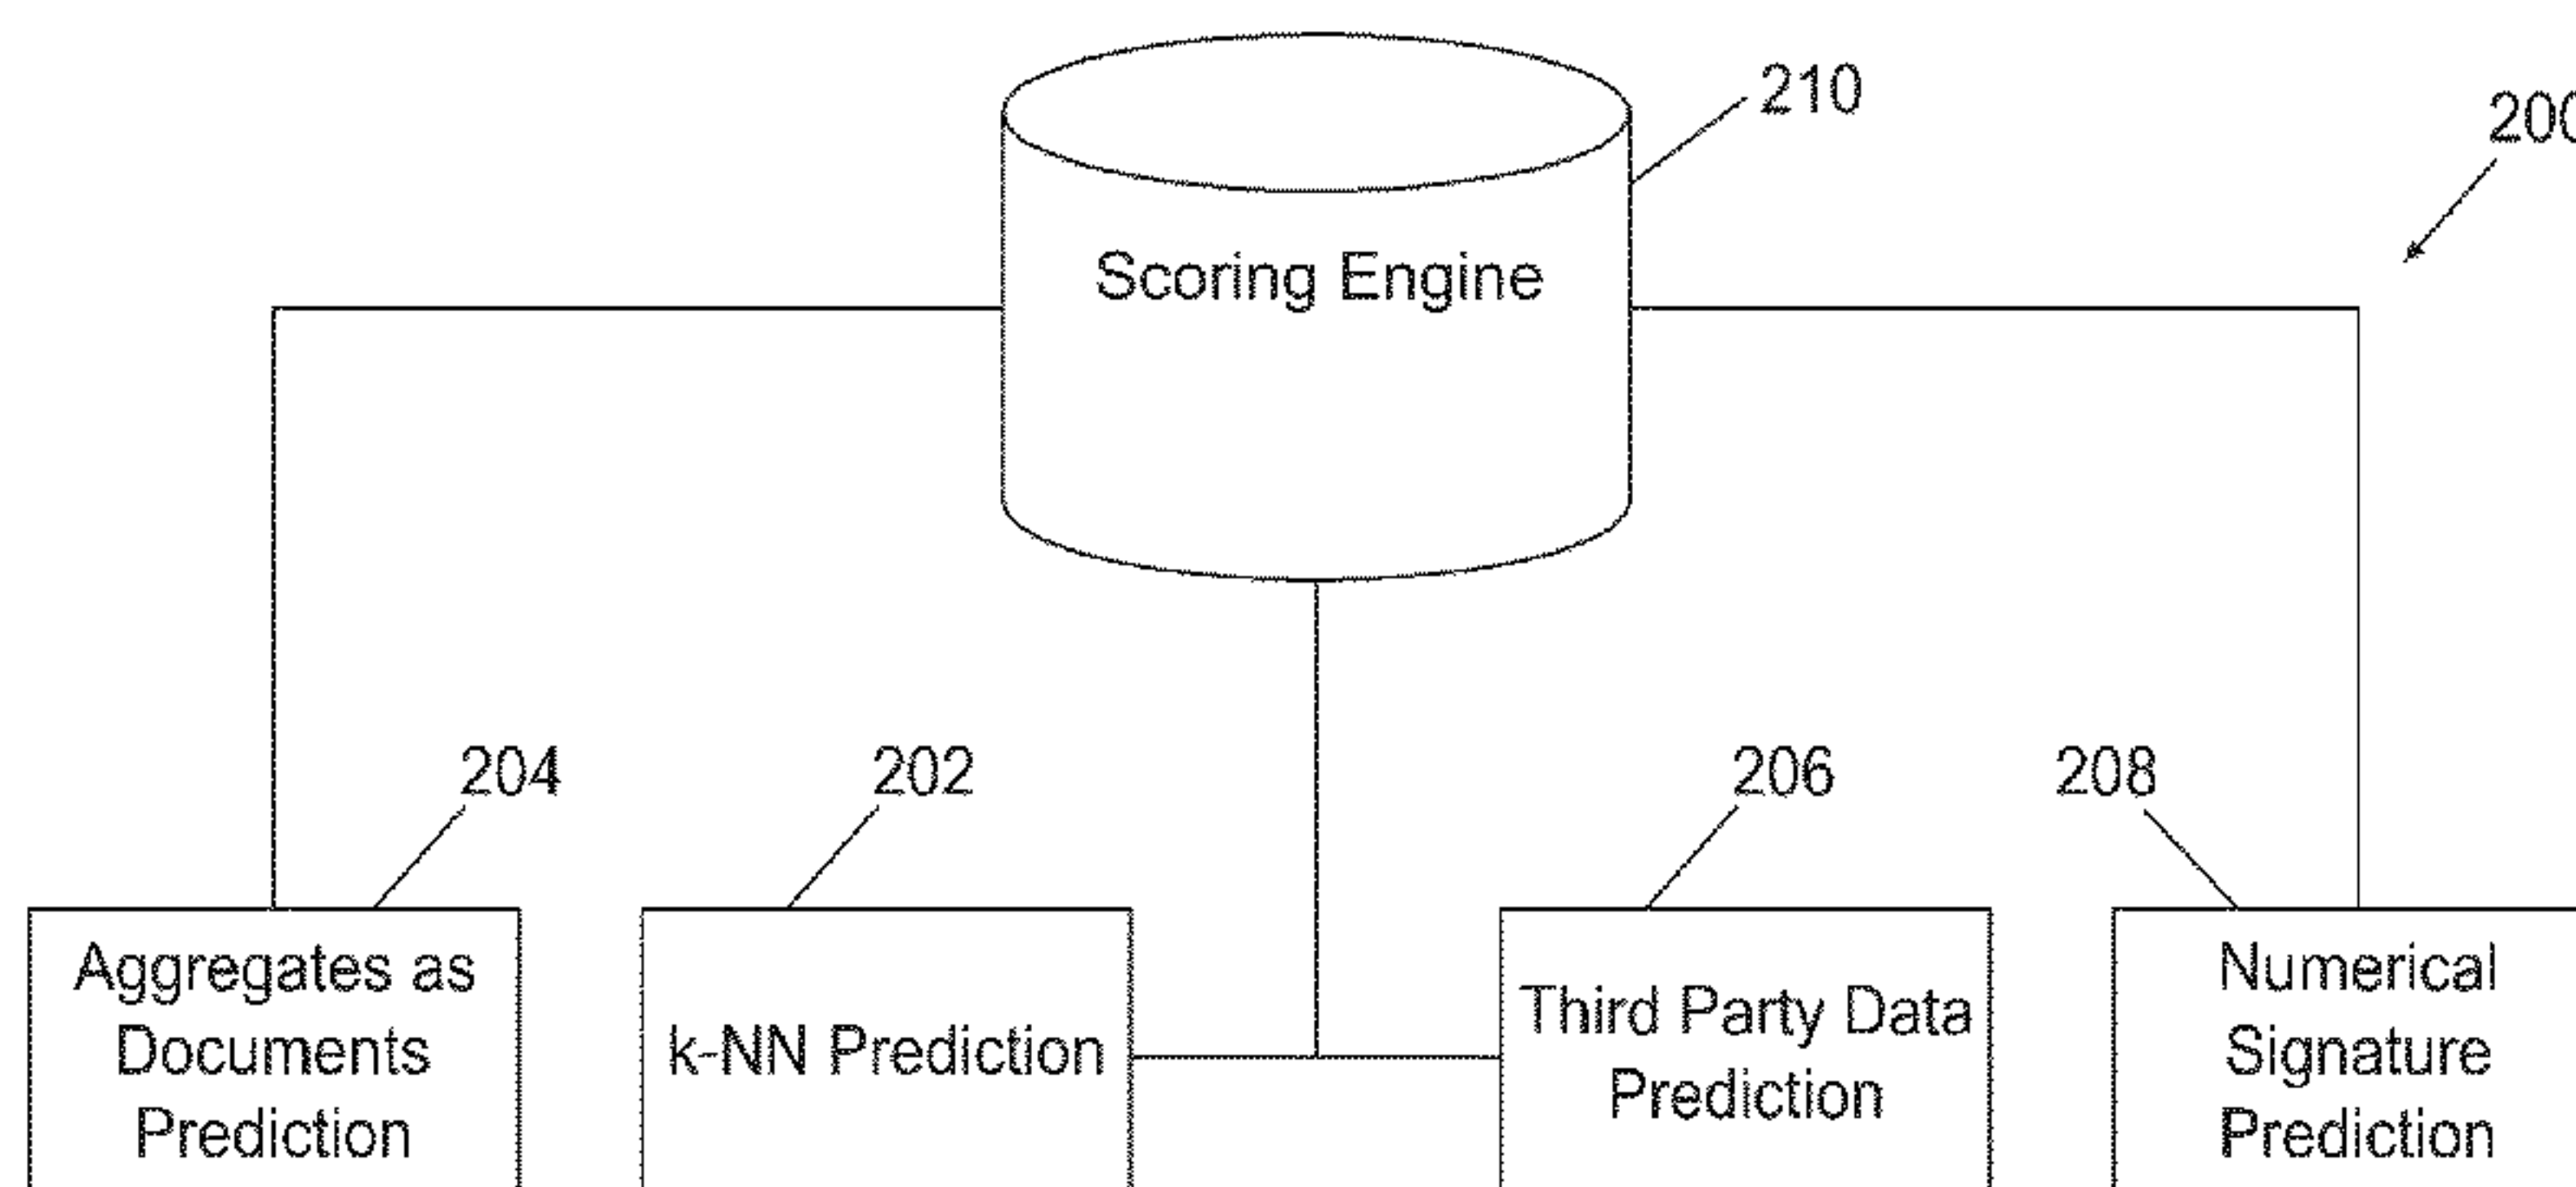 210
200
Scoring Engine
204
202
206
208
Aggregates as
Documents
Prediction
k-NN Prediction
Third Party Data
Prediction
Numerical
Signature
Prediction